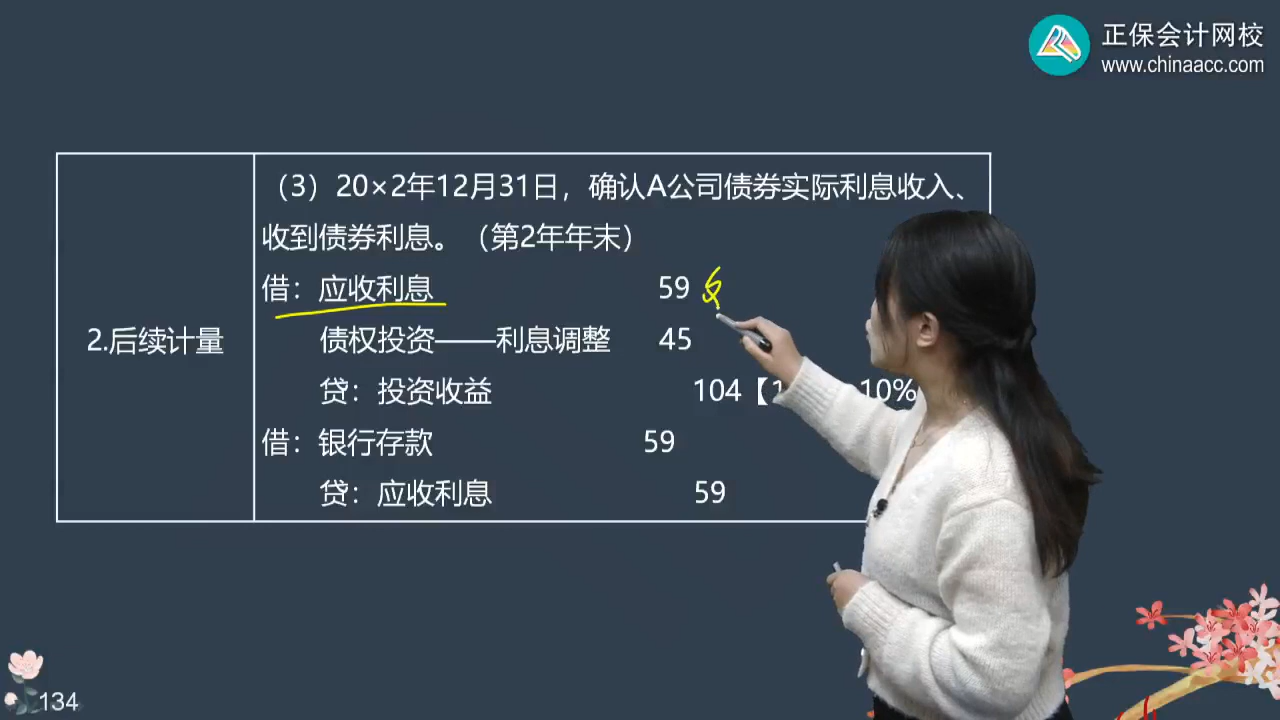 正保会计网校
www.chinaacc.com
（3）20×2年12月31日，确认A公司债券实际利息收入、
收到债券利息。（第2年年末）
借：应收利息 59
2.后续计量
债权投资——利息调整 45
贷：投资收益 104【1 10%
借：银行存款 59
贷：应收利息 59
134